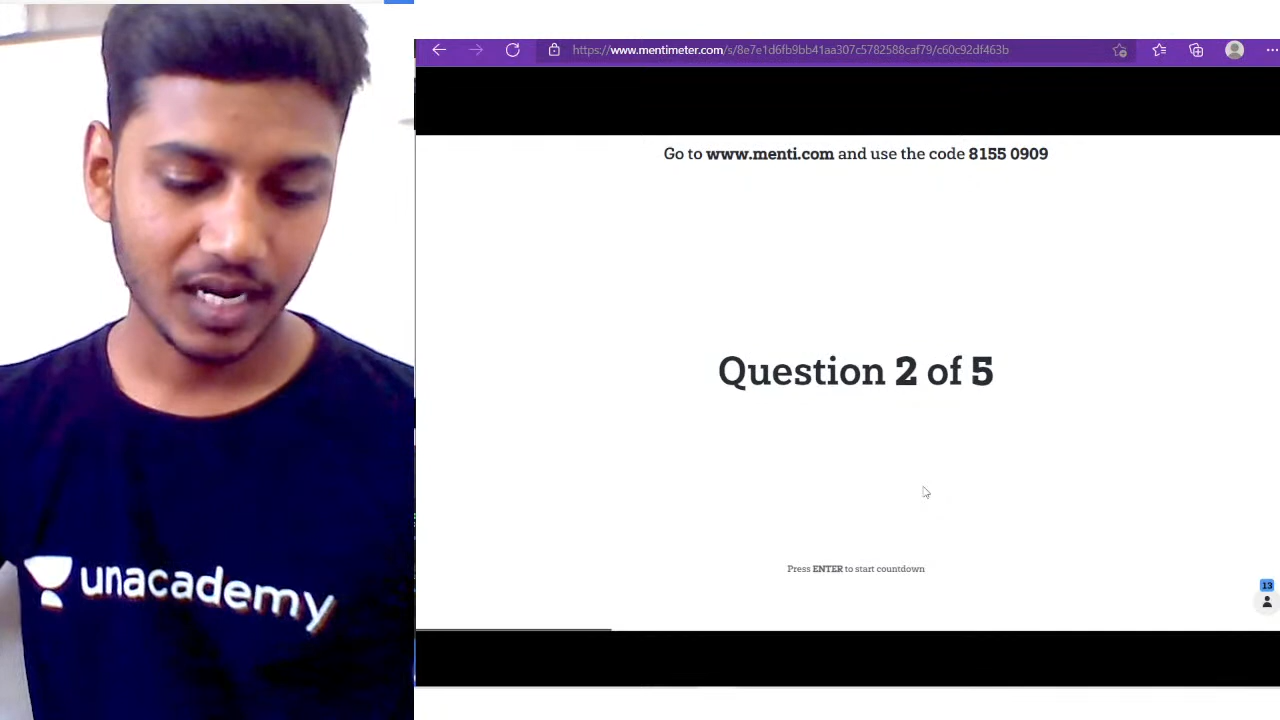 https://www.mentimeter.com/s/8e7e1d6fb9bb41aa307c5782588caf79/c60c92df463b
Go to www.menti.com and use the code 8155 0909
Question 2 of 5
Press ENTER to start countdown
13
unacademy